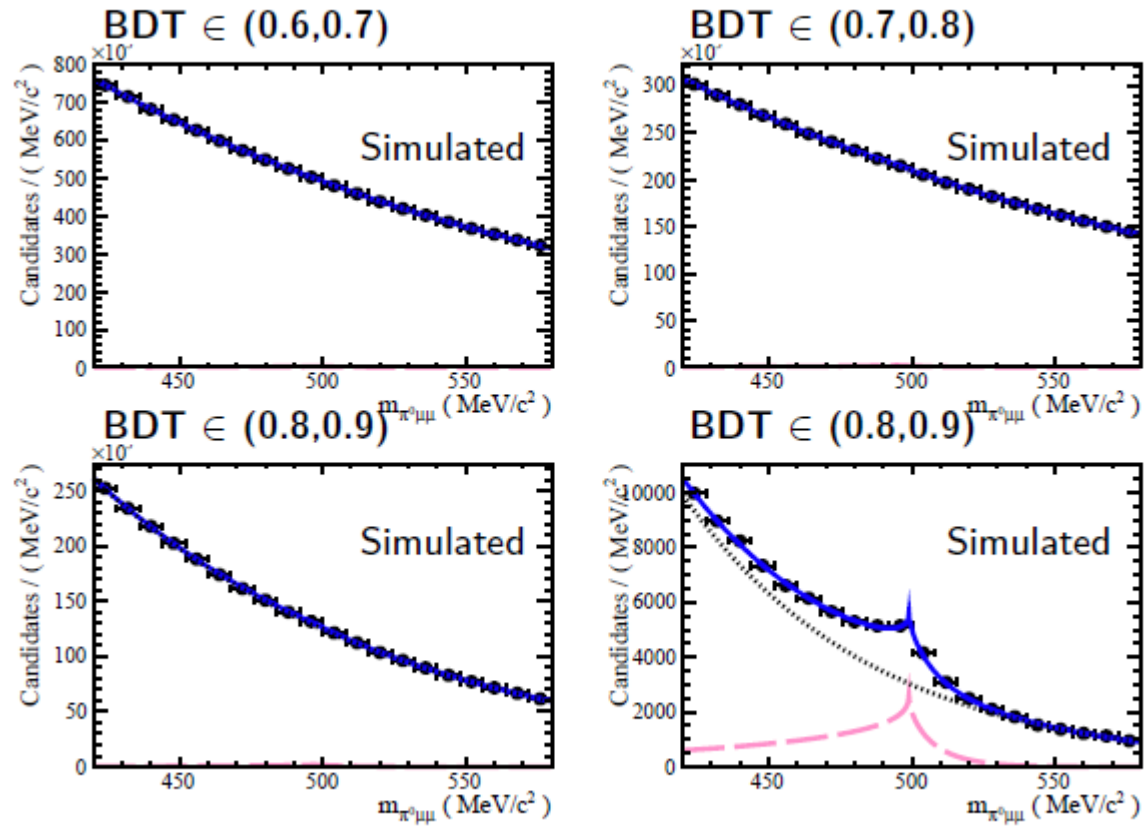 BDT ∈ (0.6,0.7)
×10
Candidates / ( MeV/c²)
800
700
600
500
400
300
200
100
0
Simulated
450 500 550
m_π⁰μμ ( MeV/c²)
BDT ∈ (0.7,0.8)
×10
Candidates / ( MeV/c²)
300
250
200
150
100
50
0
Simulated
450 500 550
m_π⁰μμ ( MeV/c²)
BDT ∈ (0.8,0.9)
×10
Candidates / ( MeV/c²)
250
200
150
100
50
0
Simulated
450 500 550
m_π⁰μμ ( MeV/c²)
BDT ∈ (0.8,0.9)
Candidates / ( MeV/c²)
10000
8000
6000
4000
2000
0
Simulated
450 500 550
m_π⁰μμ ( MeV/c²)